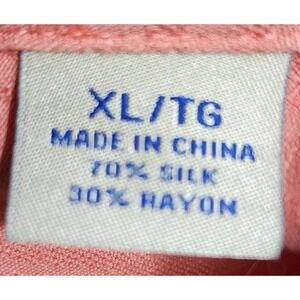 XL/TG
MADE IN CHINA
70% SILK
30% RAYON